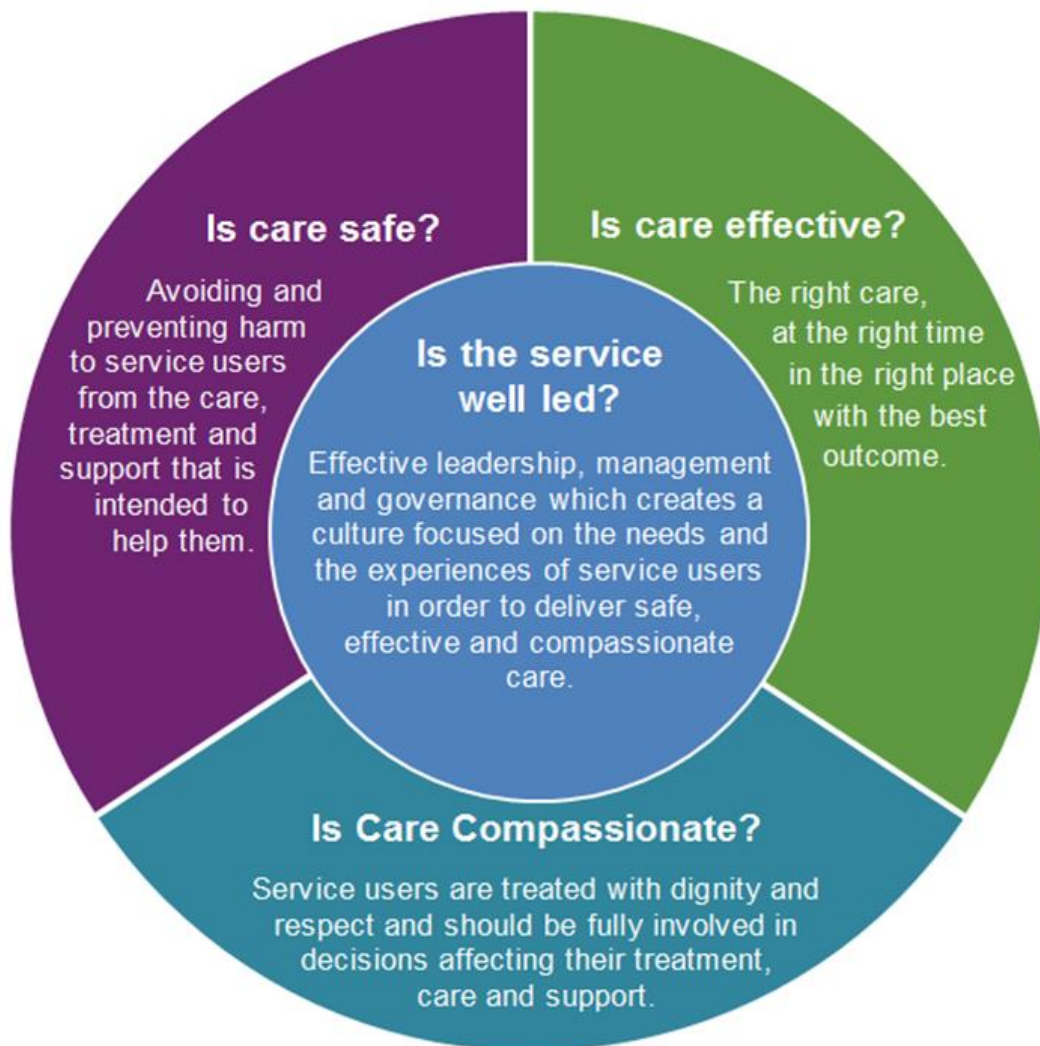 Is care safe?
Avoiding and
preventing harm
to service users
from the care,
treatment and
support that is
intended to
help them.
Is care effective?
The right care,
at the right time
in the right place
with the best
outcome.
Is the service
well led?
Effective leadership, management
and governance which creates a
culture focused on the needs and
the experiences of service users
in order to deliver safe,
effective and compassionate
care.
Is Care Compassionate?
Service users are treated with dignity and
respect and should be fully involved in
decisions affecting their treatment,
care and support.